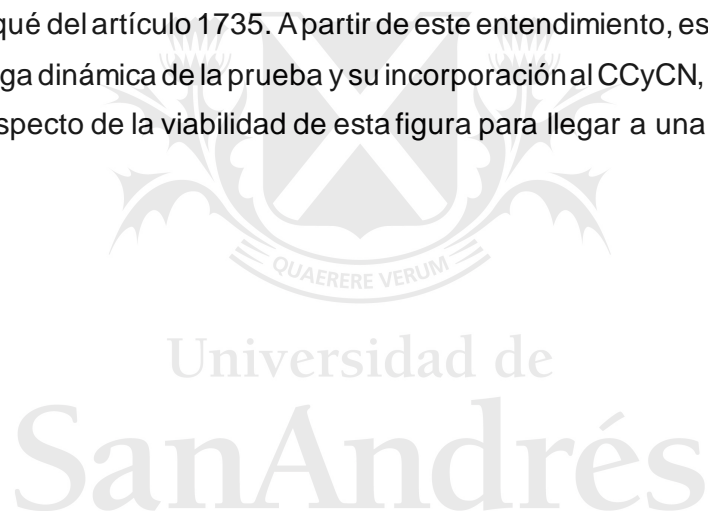 qué del artículo 1735. A partir de este entendimiento, es
ga dinámica de la prueba y su incorporación al CCyCN,
specto de la viabilidad de esta figura para llegar a una
QUAERERE VERUM
Universidad de
SanAndrés